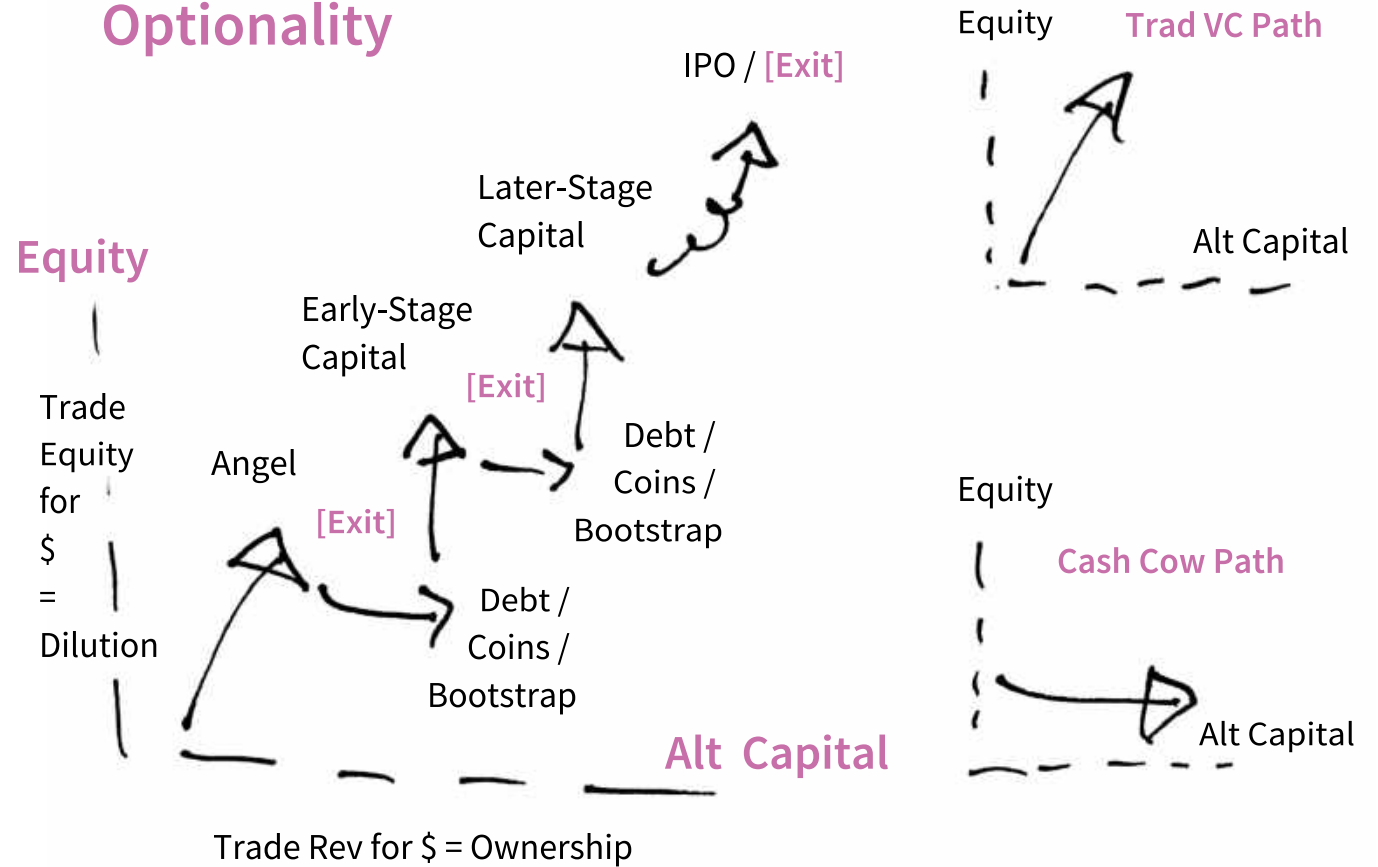 Optionality
IPO / [Exit]
Later-Stage
Capital
Equity
Early-Stage
Capital
[Exit]
Trade
Equity
for
$
=
Dilution
Angel
[Exit]
Debt /
Coins /
Bootstrap
Debt /
Coins /
Bootstrap
Alt Capital
Trade Rev for $ = Ownership
Equity
Trad VC Path
Alt Capital
Equity
Cash Cow Path
Alt Capital